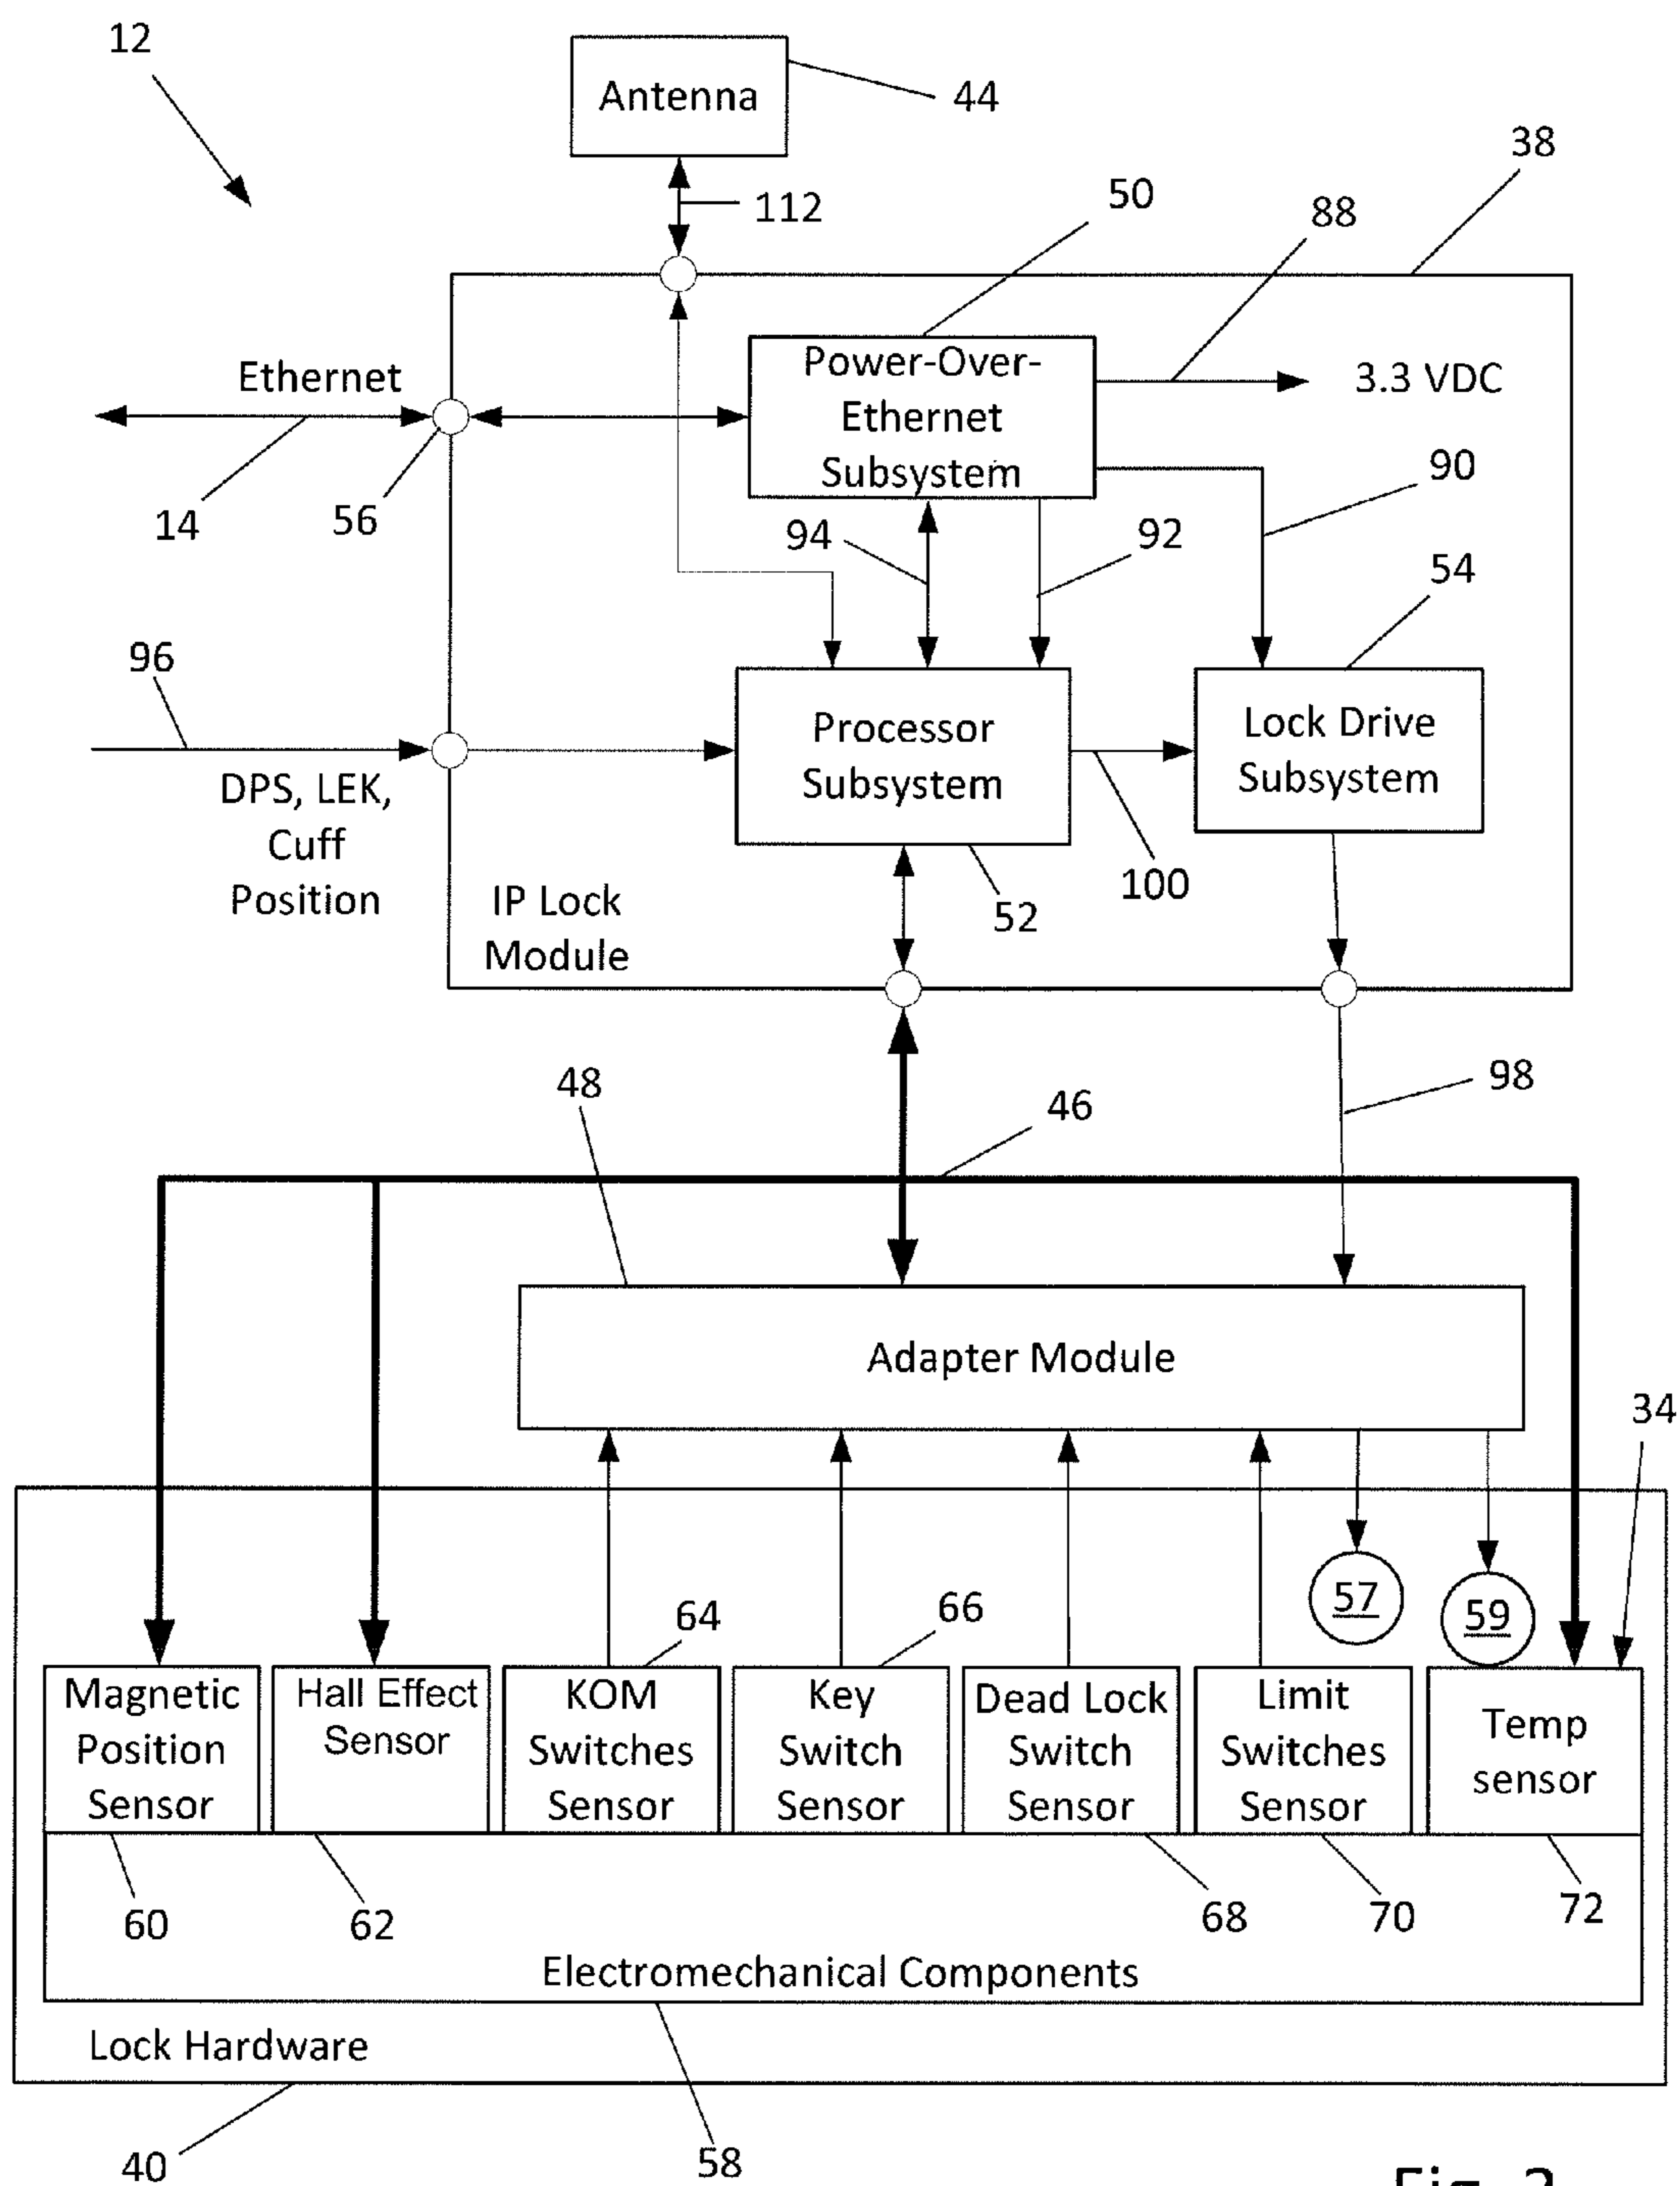 12
Antenna
44
112
38
50
88
Ethernet
Power-Over-
Ethernet
Subsystem
3.3 VDC
14
56
94
92
90
54
96
Processor
Subsystem
Lock Drive
Subsystem
DPS, LEK,
Cuff
Position
100
52
IP Lock
Module
48
46
98
Adapter Module
34
57
59
64
66
Magnetic
Position
Sensor
Hall Effect
Sensor
KOM
Switches
Sensor
Key
Switch
Sensor
Dead Lock
Switch
Sensor
Limit
Switches
Sensor
Temp
sensor
60
62
68
70
72
Electromechanical Components
Lock Hardware
40
58